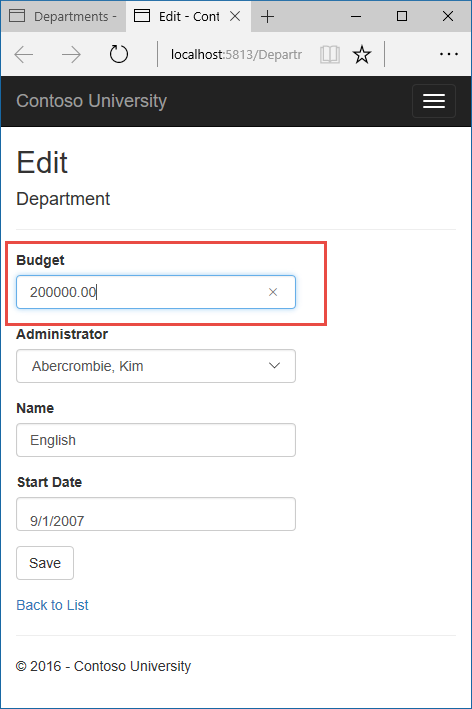 Departments -
Edit - Cont
localhost:5813/Departr
Contoso University
Edit
Department
Budget
200000.00
Administrator
Abercrombie, Kim
Name
English
Start Date
9/1/2007
Save
Back to List
© 2016 - Contoso University